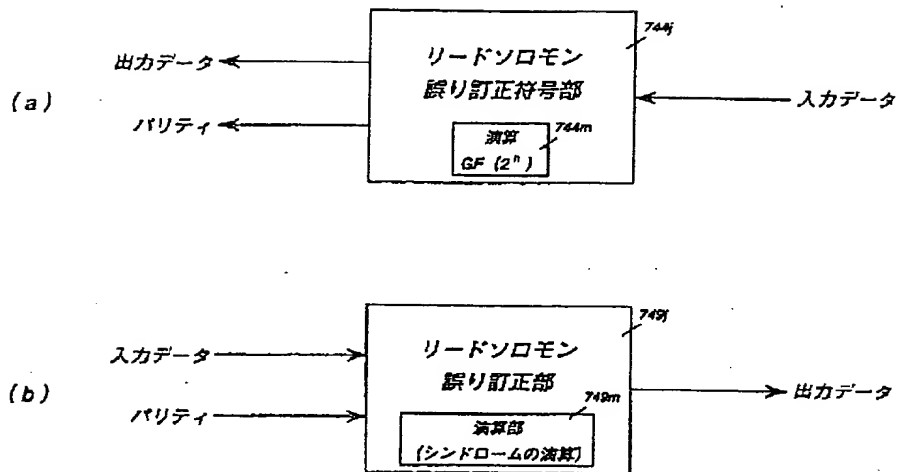 (a)
出力データ
パリティ
リードソロモン
誤り訂正符号部
744j
演算
GF (2ⁿ)
744m
入力データ
(b)
入力データ
パリティ
リードソロモン
誤り訂正部
749j
演算部
(シンドロームの演算)
749m
出力データ